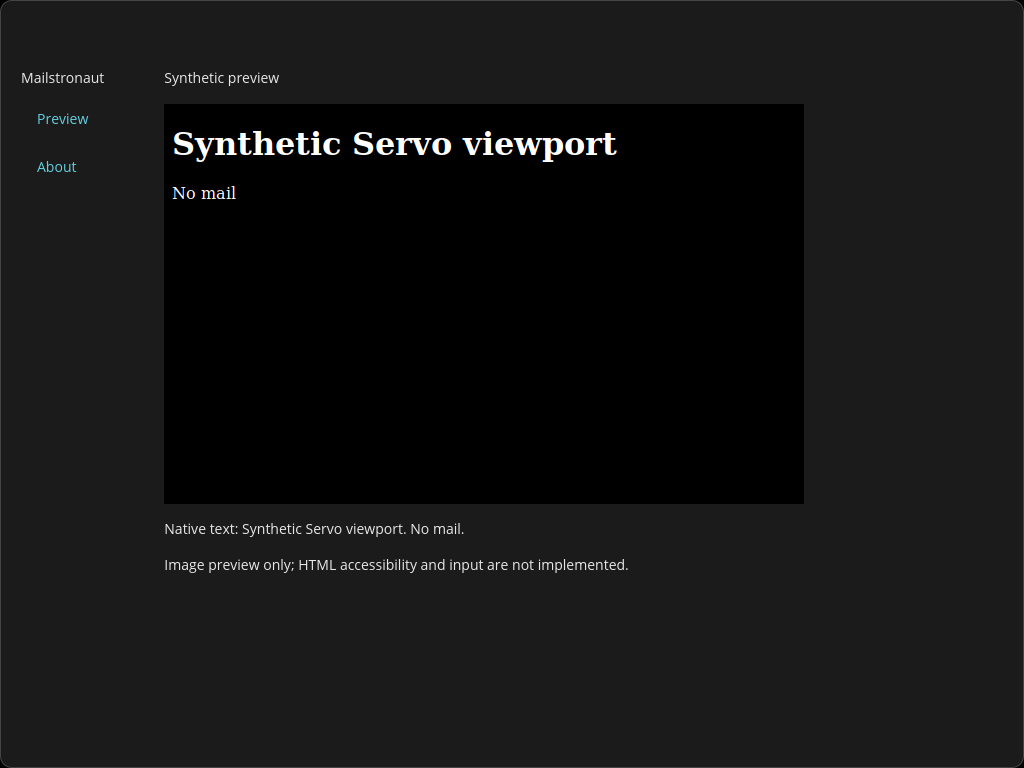 Mailstronaut
Preview
About
Synthetic preview
Synthetic Servo viewport
No mail
Native text: Synthetic Servo viewport. No mail.
Image preview only; HTML accessibility and input are not implemented.